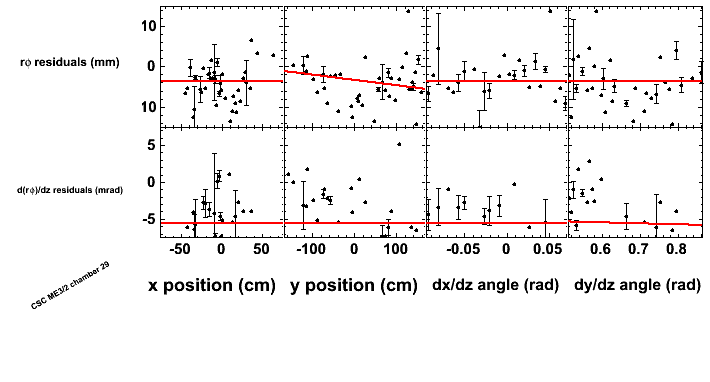 10
rϕ residuals (mm)
0
10
5
d(rϕ)/dz residuals (mrad)
0
-5
-50 0 50 -100 0 100 -0.05 0 0.05 0.6 0.7 0.8
x position (cm) y position (cm) dx/dz angle (rad) dy/dz angle (rad)
CSC ME3/2 chamber 29